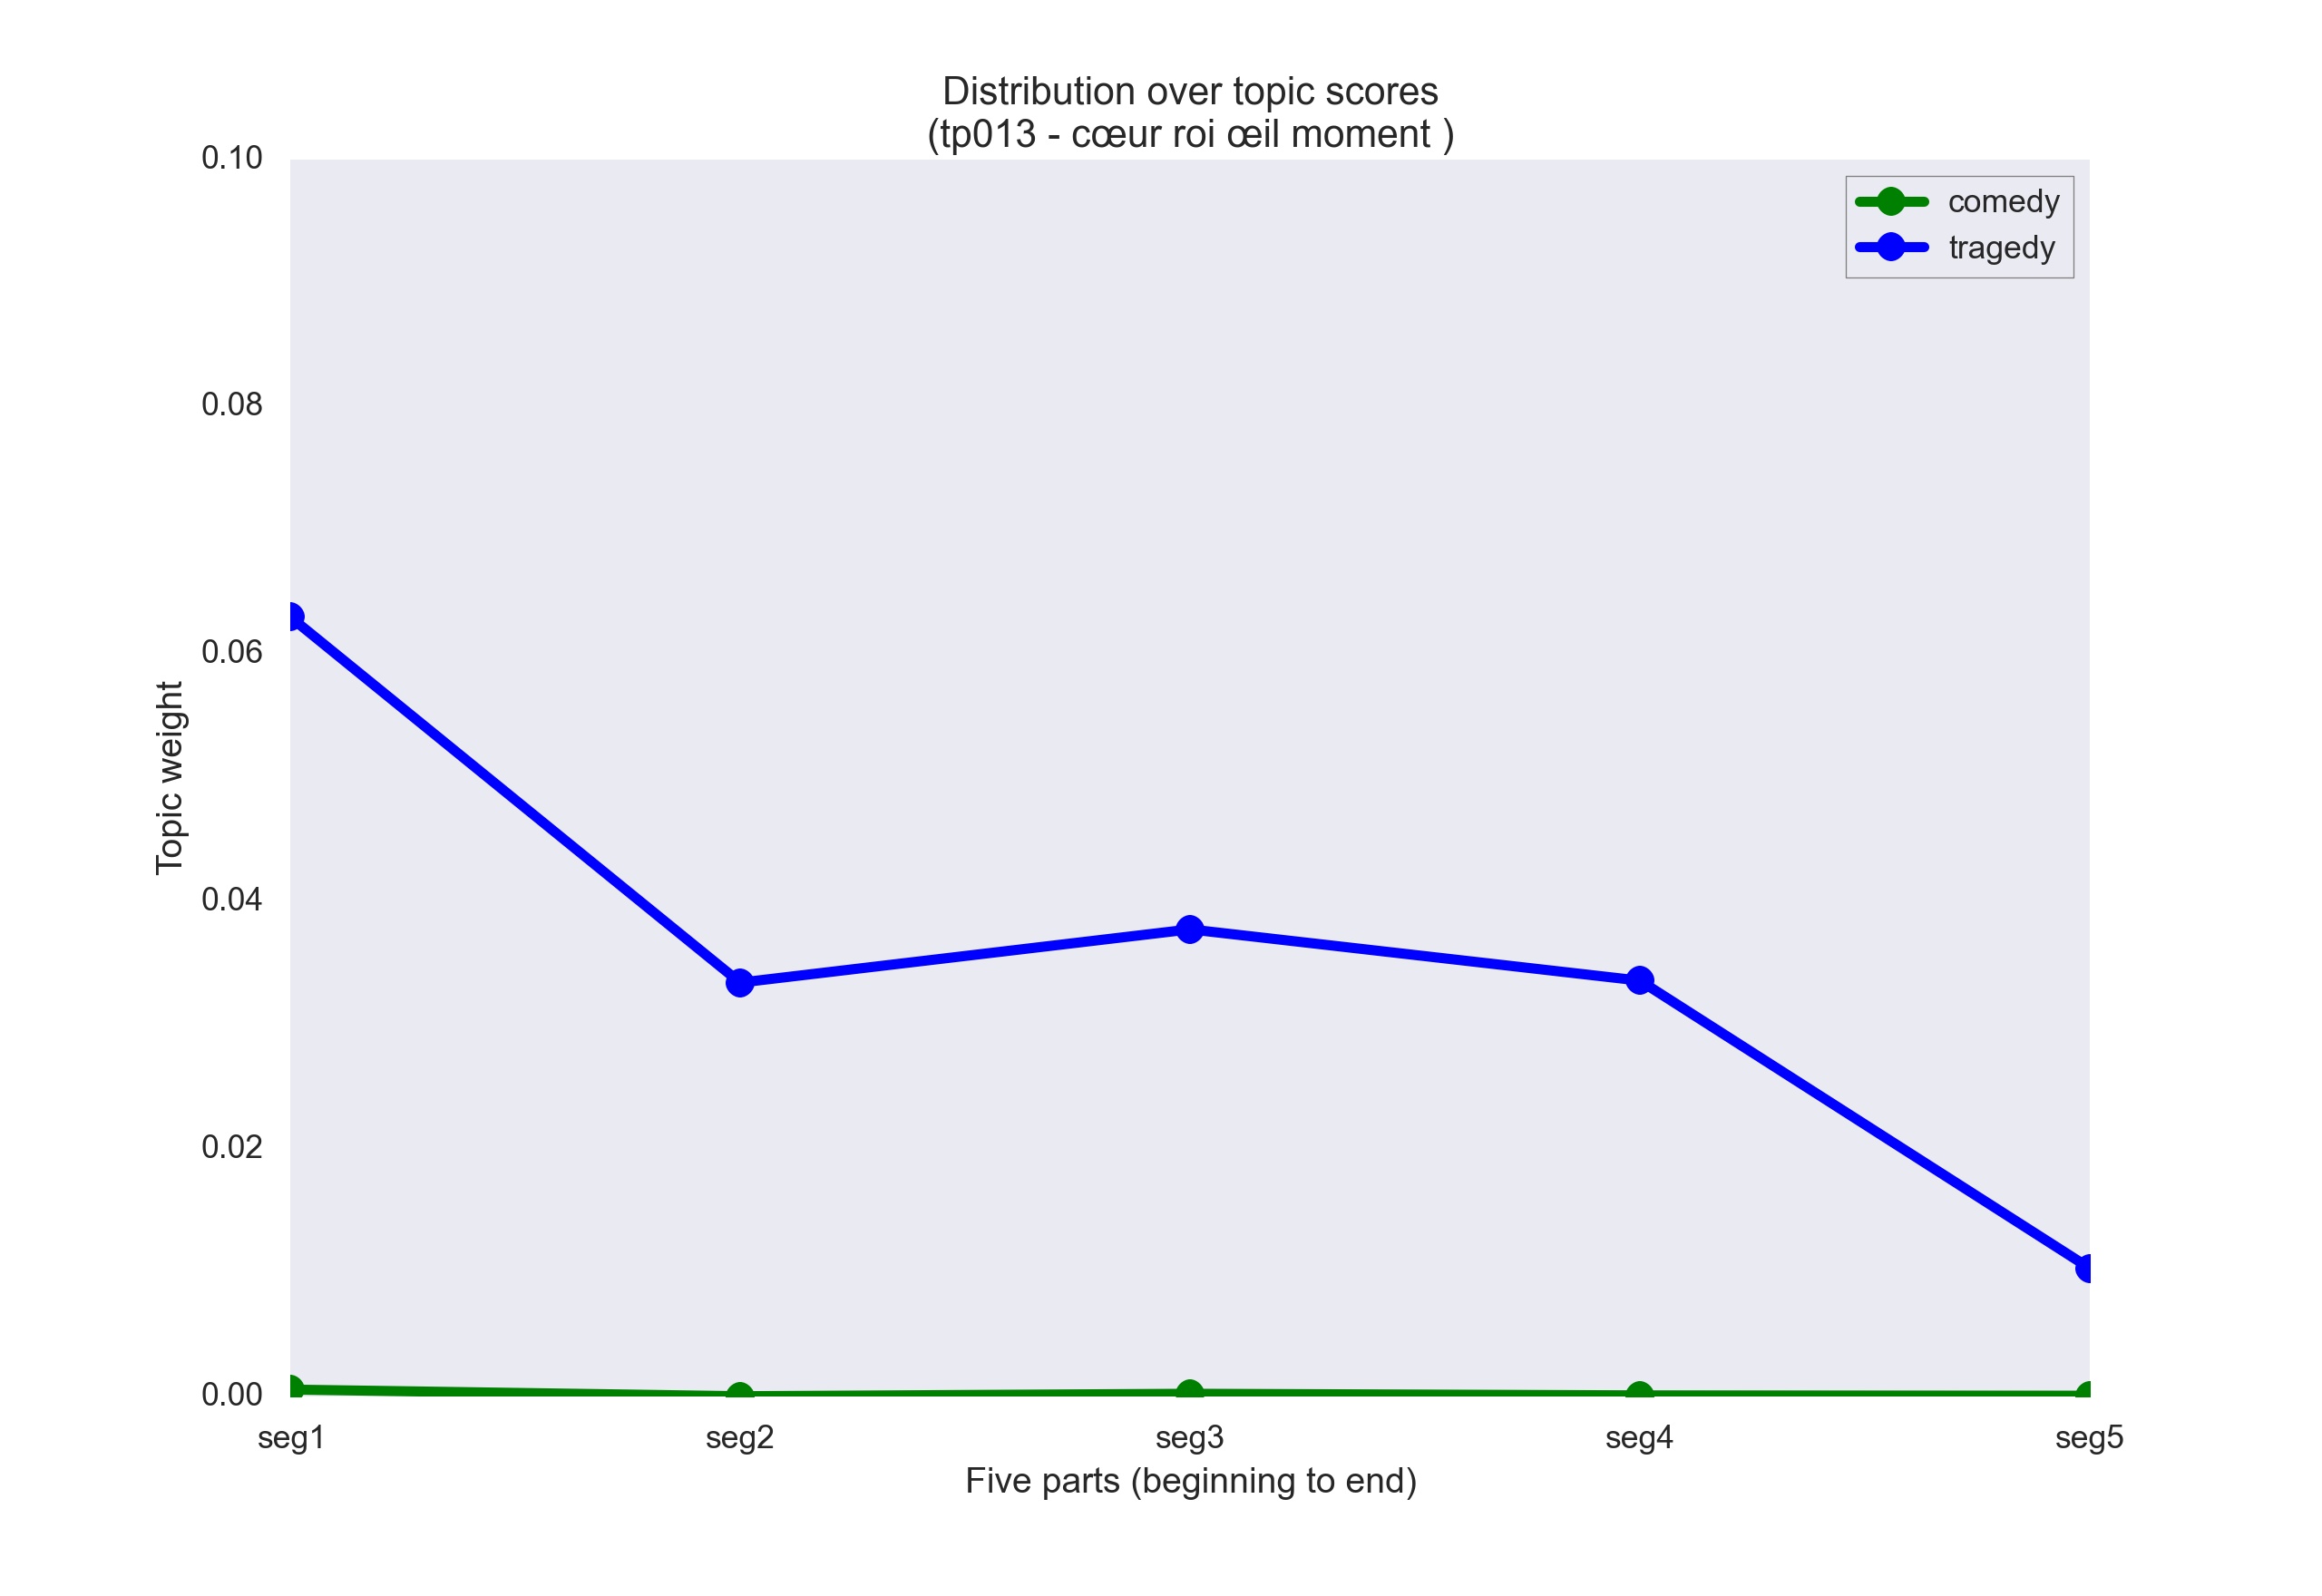 Distribution over topic scores
(tp013 - cœur roi œil moment )
comedy
tragedy
Topic weight
0.10
0.08
0.06
0.04
0.02
0.00
seg1 seg2 seg3 seg4 seg5
Five parts (beginning to end)